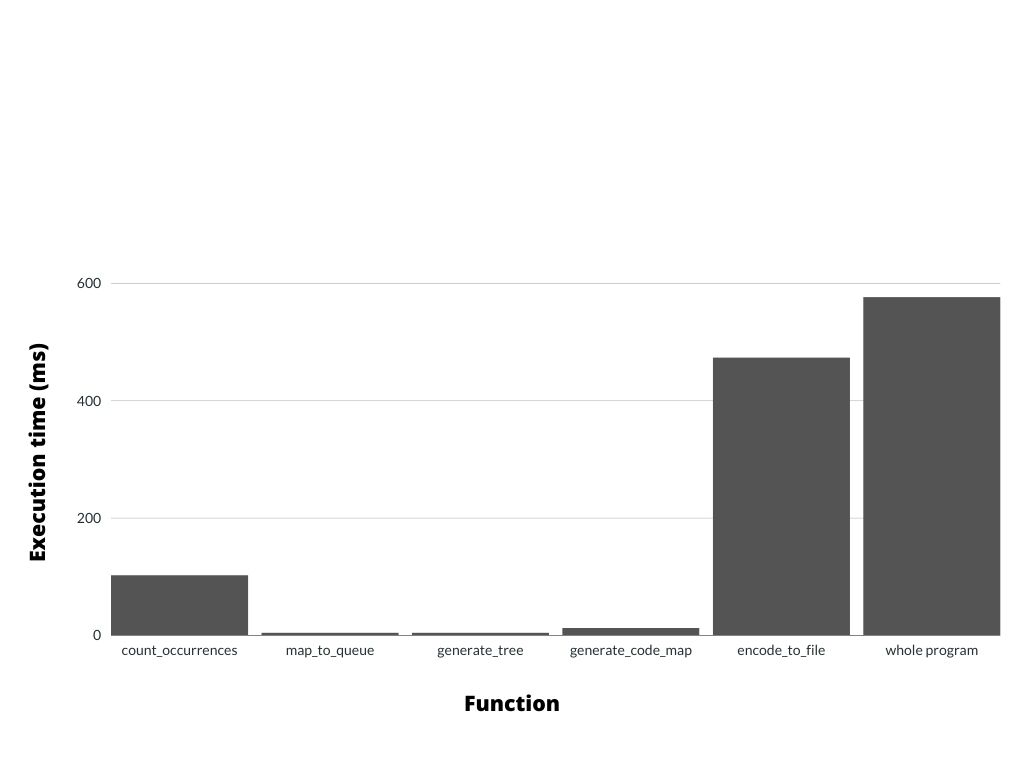 600
400
200
0
Execution time (ms)
count_occurrences map_to_queue generate_tree generate_code_map encode_to_file whole program
Function